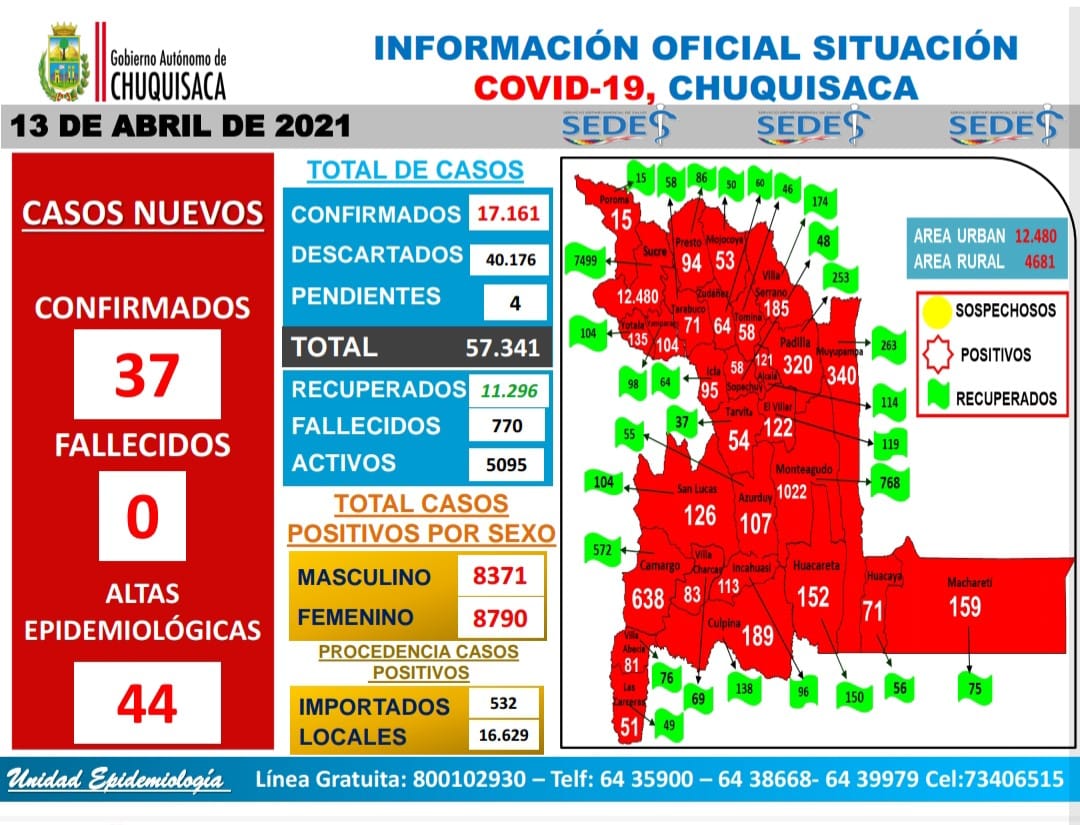 Gobierno Autónomo de
CHUQUISACA
INFORMACIÓN OFICIAL SITUACIÓN
COVID-19, CHUQUISACA
13 DE ABRIL DE 2021
SEDES
SEDES
SEDES
CASOS NUEVOS
CONFIRMADOS
37
FALLECIDOS
0
ALTAS
EPIDEMIOLÓGICAS
44
TOTAL DE CASOS
CONFIRMADOS 17.161
DESCARTADOS 40.176
PENDIENTES 4
TOTAL 57.341
RECUPERADOS 11.296
FALLECIDOS 770
ACTIVOS 5095
TOTAL CASOS
POSITIVOS POR SEXO
MASCULINO 8371
FEMENINO 8790
PROCEDENCIA CASOS
POSITIVOS
IMPORTADOS 532
LOCALES 16.629
AREA URBAN 12.480
AREA RURAL 4681
SOSPECHOSOS
POSITIVOS
RECUPERADOS
15 58 86 50 60 46 174
48
253
7499
104
98 64
37
55
104
572
263
114
119
768
76
69
138
96
150
56
75
49
Poroma
15
Sucre
12.480
Presto
94
Mojocoya
53
Villa
Serrano
185
Zudañez
64
Tarabuco
71
Tomina
58
Yotala
135
104
Icla
95
58
Sopachuy
121
Alcalá
Padilla
320
Muyupampa
340
Tarvita
54
El Villar
122
Monteagudo
1022
San Lucas
126
Azurduy
107
Camargo
638
Villa
Charcas
83
Incahuasi
113
Huacareta
152
Huacaya
71
Machareti
159
Culpina
189
Villa
Abecia
81
Las
Carreras
51
Unidad Epidemiología
Línea Gratuita: 800102930 – Telf: 64 35900 – 64 38668- 64 39979 Cel:73406515